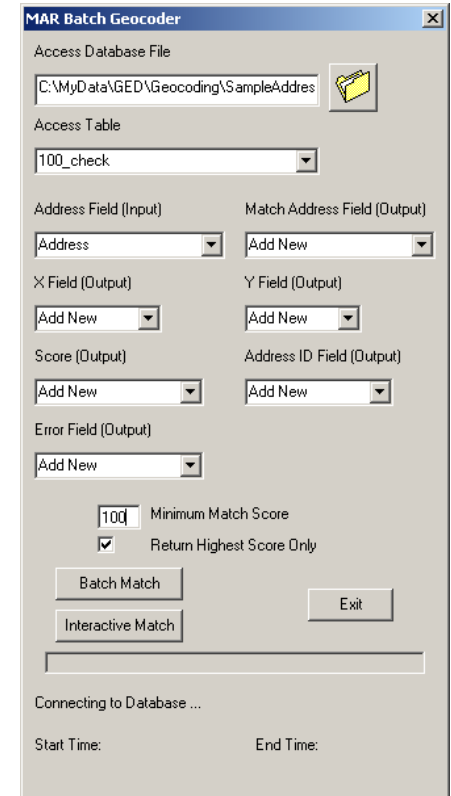 MAR Batch Geocoder
Access Database File
C:\MyData\GED\Geocoding\SampleAddres
Access Table
100_check
Address Field (Input) Match Address Field (Output)
Address Add New
X Field (Output) Y Field (Output)
Add New Add New
Score (Output) Address ID Field (Output)
Add New Add New
Error Field (Output)
Add New
100 Minimum Match Score
Return Highest Score Only
Batch Match
Exit
Interactive Match
Connecting to Database ...
Start Time: End Time: